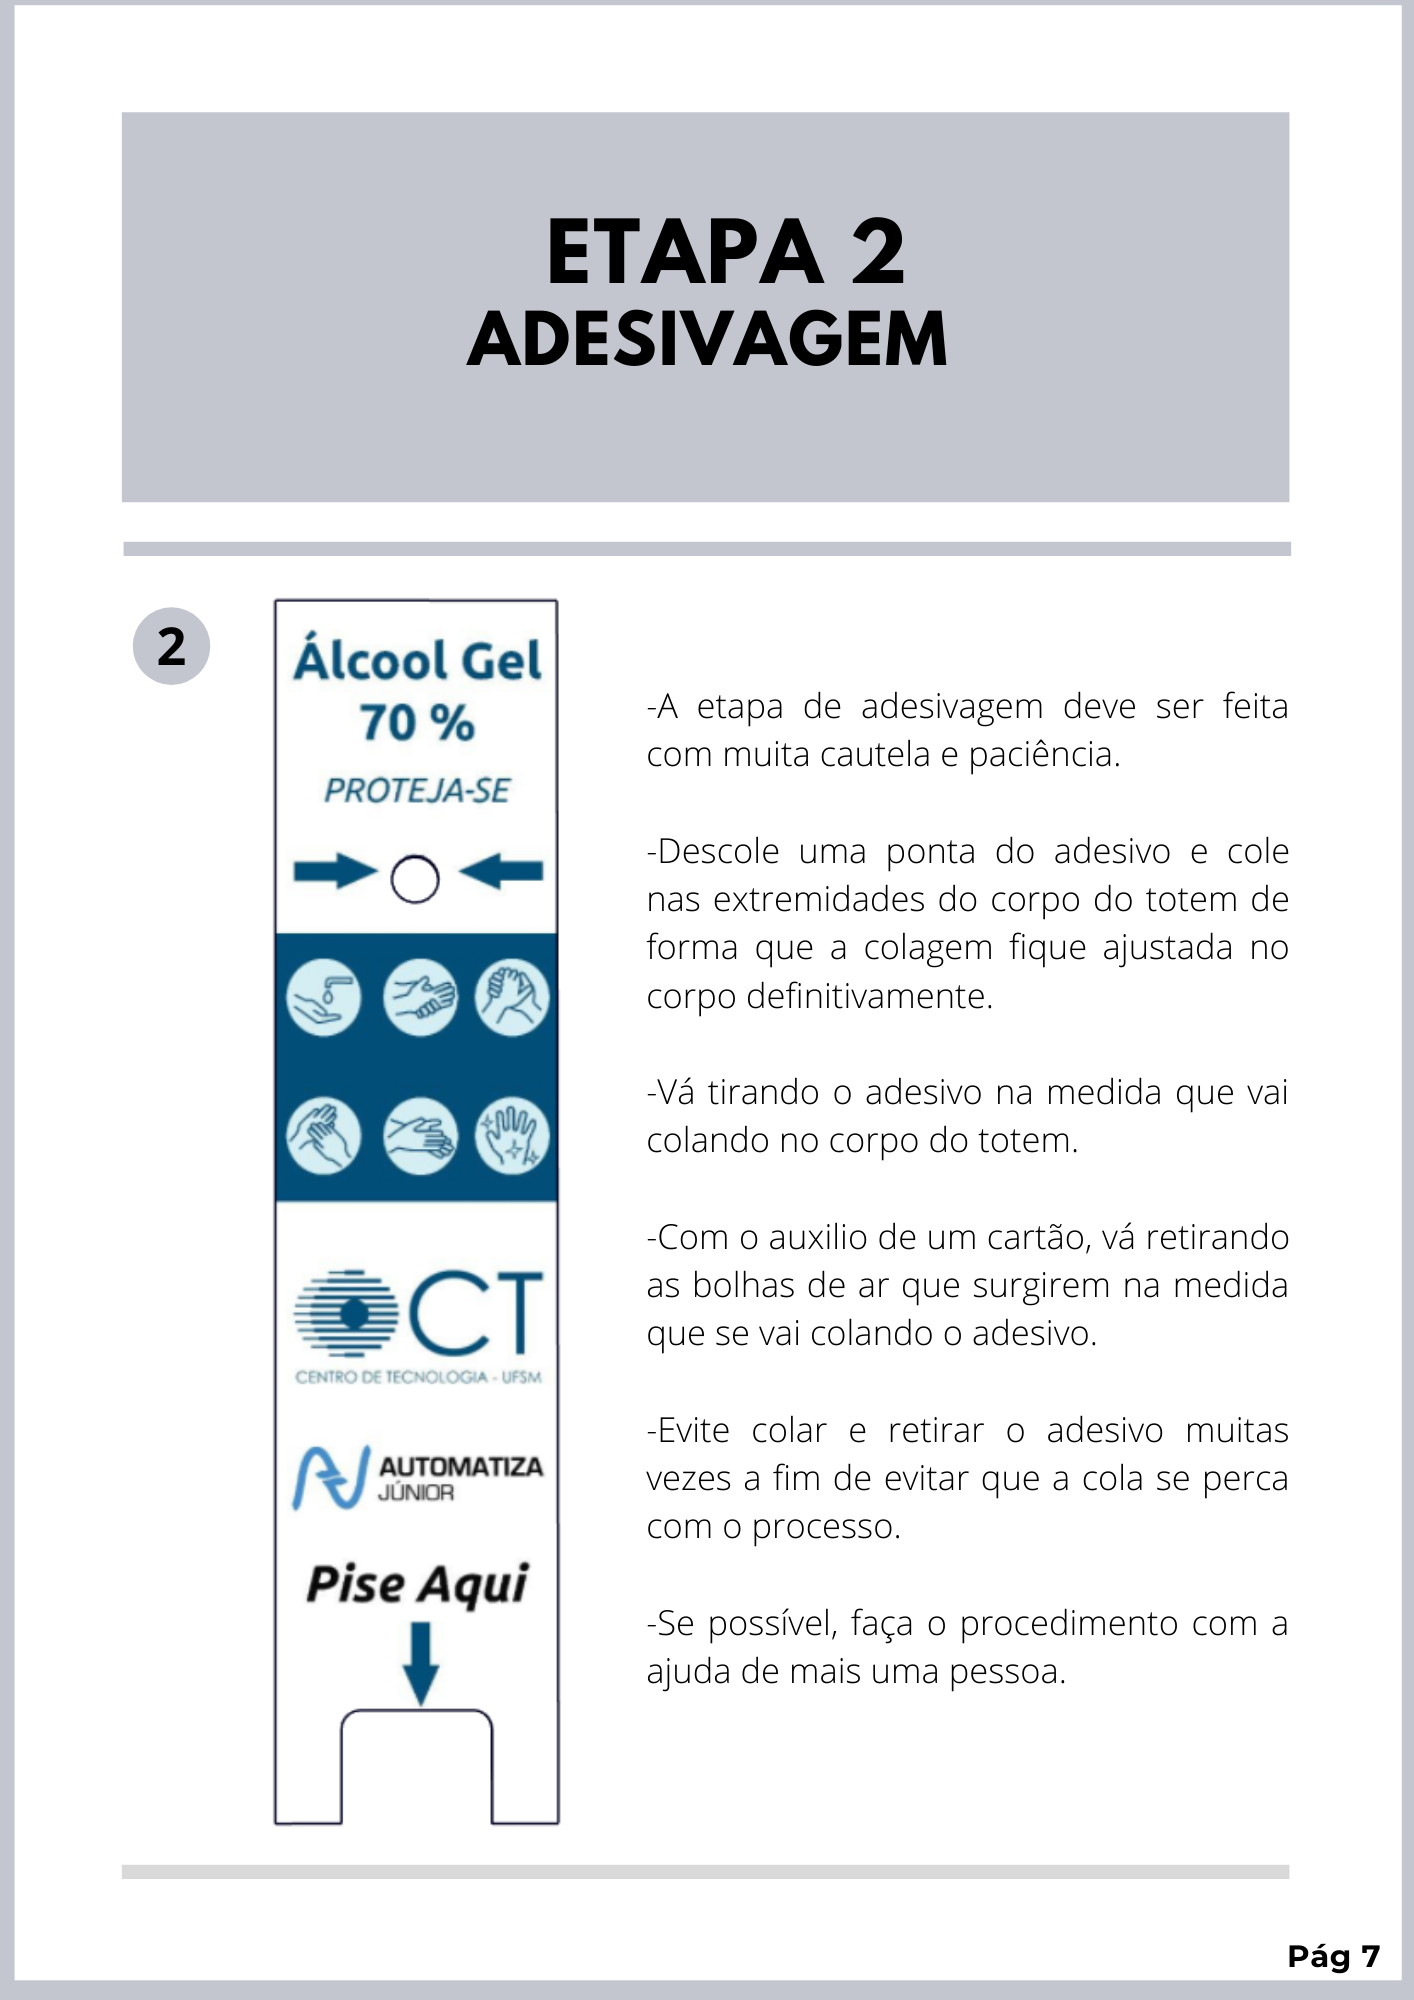 ETAPA 2
ADESIVAGEM
2
Álcool Gel
70 %
PROTEJA-SE
CT
CENTRO DE TECNOLOGIA - UFSM
AUTOMATIZA
JÚNIOR
Pise Aqui
-A etapa de adesivagem deve ser feita
com muita cautela e paciência.
-Descole uma ponta do adesivo e cole
nas extremidades do corpo do totem de
forma que a colagem fique ajustada no
corpo definitivamente.
-Vá tirando o adesivo na medida que vai
colando no corpo do totem.
-Com o auxilio de um cartão, vá retirando
as bolhas de ar que surgirem na medida
que se vai colando o adesivo.
-Evite colar e retirar o adesivo muitas
vezes a fim de evitar que a cola se perca
com o processo.
-Se possível, faça o procedimento com a
ajuda de mais uma pessoa.
Pág 7